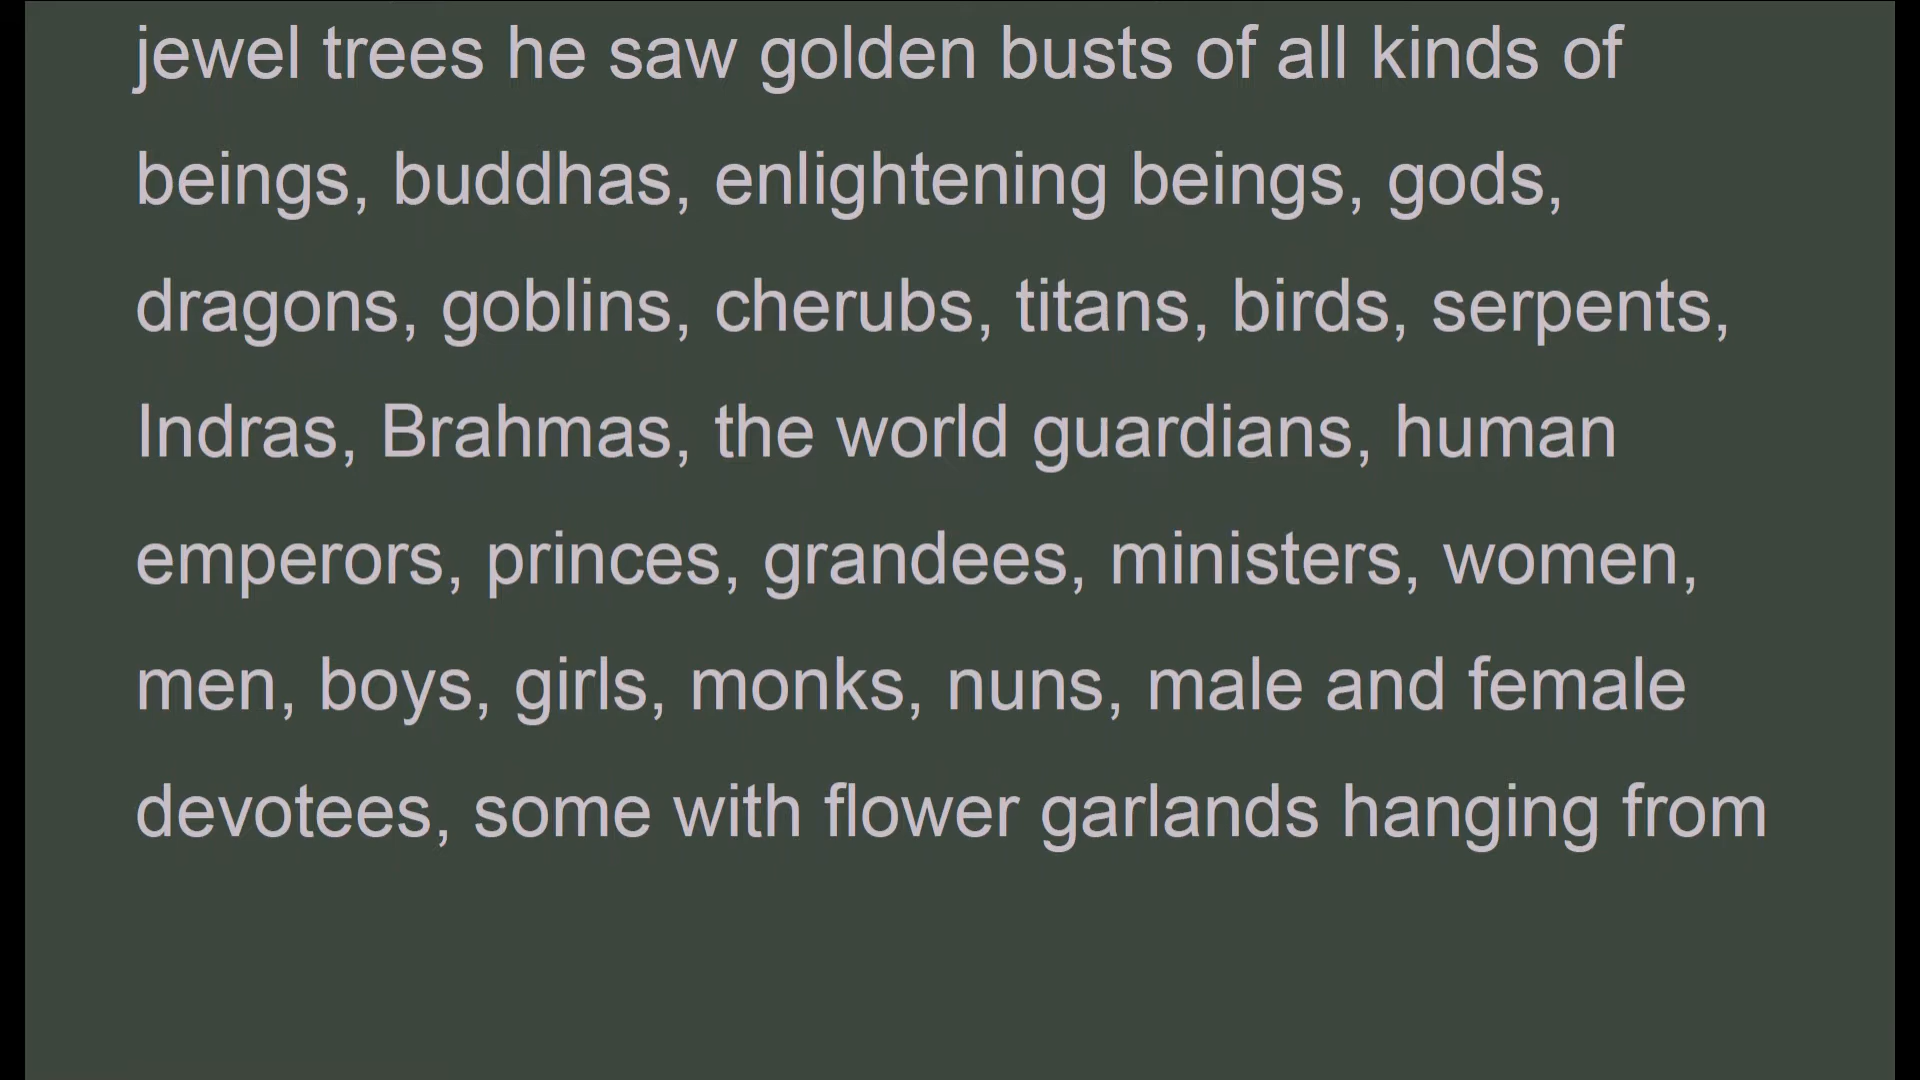 jewel trees he saw golden busts of all kinds of
beings, buddhas, enlightening beings, gods,
dragons, goblins, cherubs, titans, birds, serpents,
Indras, Brahmas, the world guardians, human
emperors, princes, grandees, ministers, women,
men, boys, girls, monks, nuns, male and female
devotees, some with flower garlands hanging from